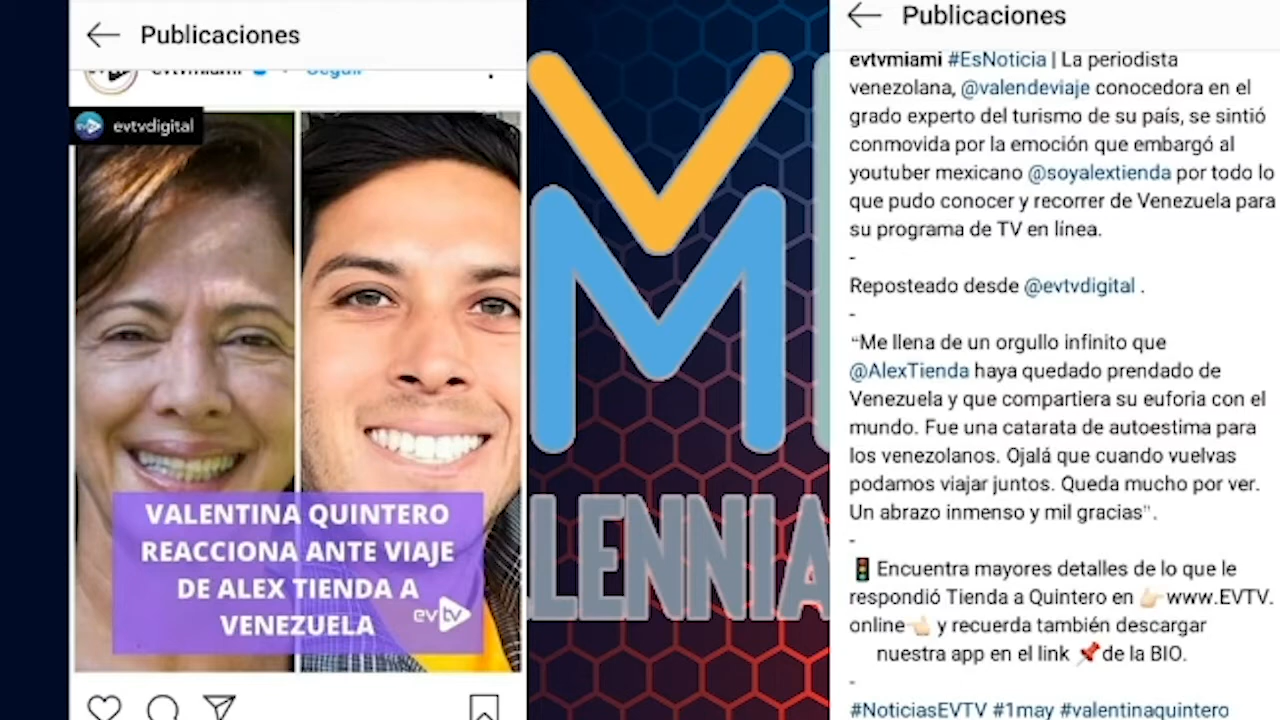 Publicaciones
evtvmiami
Seguir
evtvdigital
VALENTINA QUINTERO
REACCIONA ANTE VIAJE
DE ALEX TIENDA A
VENEZUELA
evtv
LENNIA
Publicaciones
evtvmiami #EsNoticia | La periodista
venezolana, @valendeviaje conocedora en el
grado experto del turismo de su país, se sintió
conmovida por la emoción que embargó al
youtuber mexicano @soyalextienda por todo lo
que pudo conocer y recorrer de Venezuela para
su programa de TV en línea.
-
Reposteado desde @evtvdigital .
-
“Me llena de un orgullo infinito que
@AlexTienda haya quedado prendado de
Venezuela y que compartiera su euforia con el
mundo. Fue una catarata de autoestima para
los venezolanos. Ojalá que cuando vuelvas
podamos viajar juntos. Queda mucho por ver.
Un abrazo inmenso y mil gracias”.
-
🚦Encuentra mayores detalles de lo que le
respondió Tienda a Quintero en 👉🏻www.EVTV.
online👈🏻 y recuerda también descargar
nuestra app en el link 📌de la BIO.
-
#NoticiasEVTV #1may #valentinaquintero